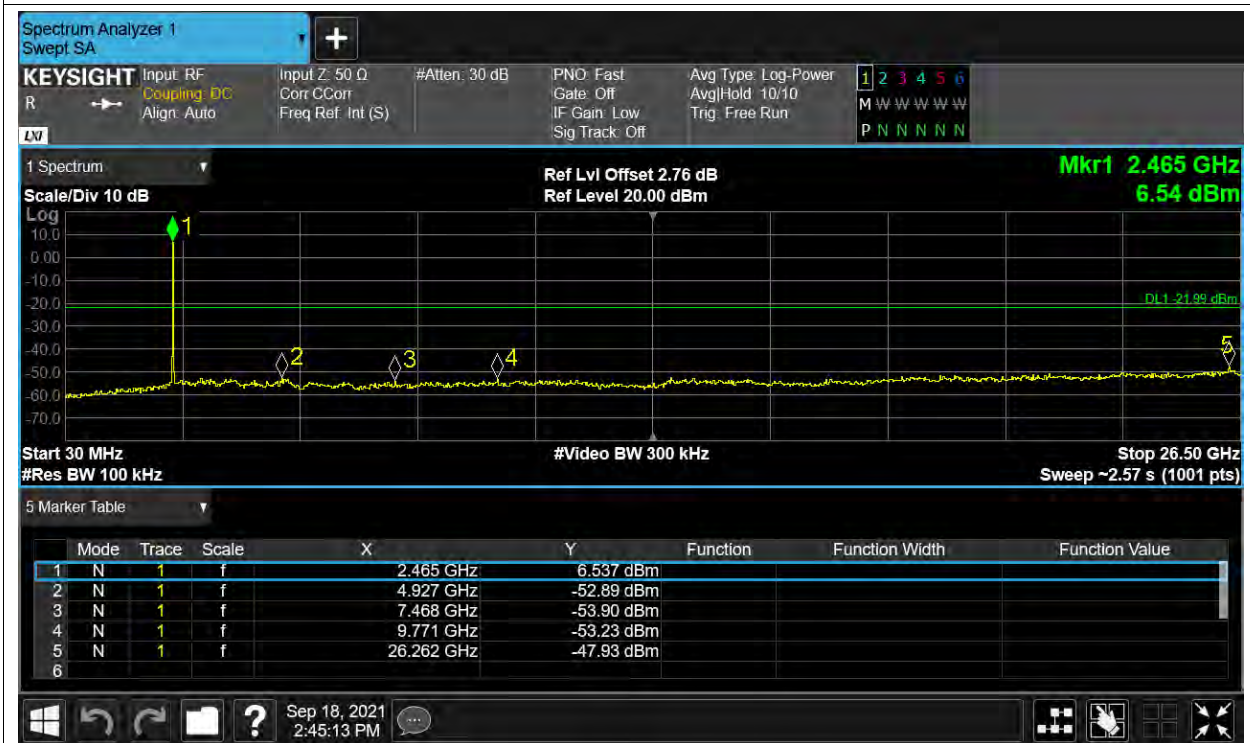 Spectrum Analyzer 1
Swept SA
+
KEYSIGHT Input: RF Input Z: 50 Ω #Atten: 30 dB PNO: Fast Avg Type: Log-Power 1 2 3 4 5 6
R Coupling: DC Corr CCorr Gate: Off Avg|Hold: 10/10 M W W W W W
Align: Auto Freq Ref: Int (S) IF Gain: Low Trig: Free Run
LXI Sig Track: Off P N N N N N
1 Spectrum Ref Lvl Offset 2.76 dB Mkr1 2.465 GHz
Scale/Div 10 dB Ref Level 20.00 dBm 6.54 dBm
Log
1
10.0
0.00
-10.0
-20.0 DL1 -21.99 dBm
-30.0
-40.0
2 3 4 5
-50.0
-60.0
-70.0
Start 30 MHz #Video BW 300 kHz Stop 26.50 GHz
#Res BW 100 kHz Sweep ~2.57 s (1001 pts)
5 Marker Table
Mode Trace Scale X Y Function Function Width Function Value
1 N 1 f 2.465 GHz 6.537 dBm
2 N 1 f 4.927 GHz -52.89 dBm
3 N 1 f 7.468 GHz -53.90 dBm
4 N 1 f 9.771 GHz -53.23 dBm
5 N 1 f 26.262 GHz -47.93 dBm
6
? Sep 18, 2021
2:45:13 PM